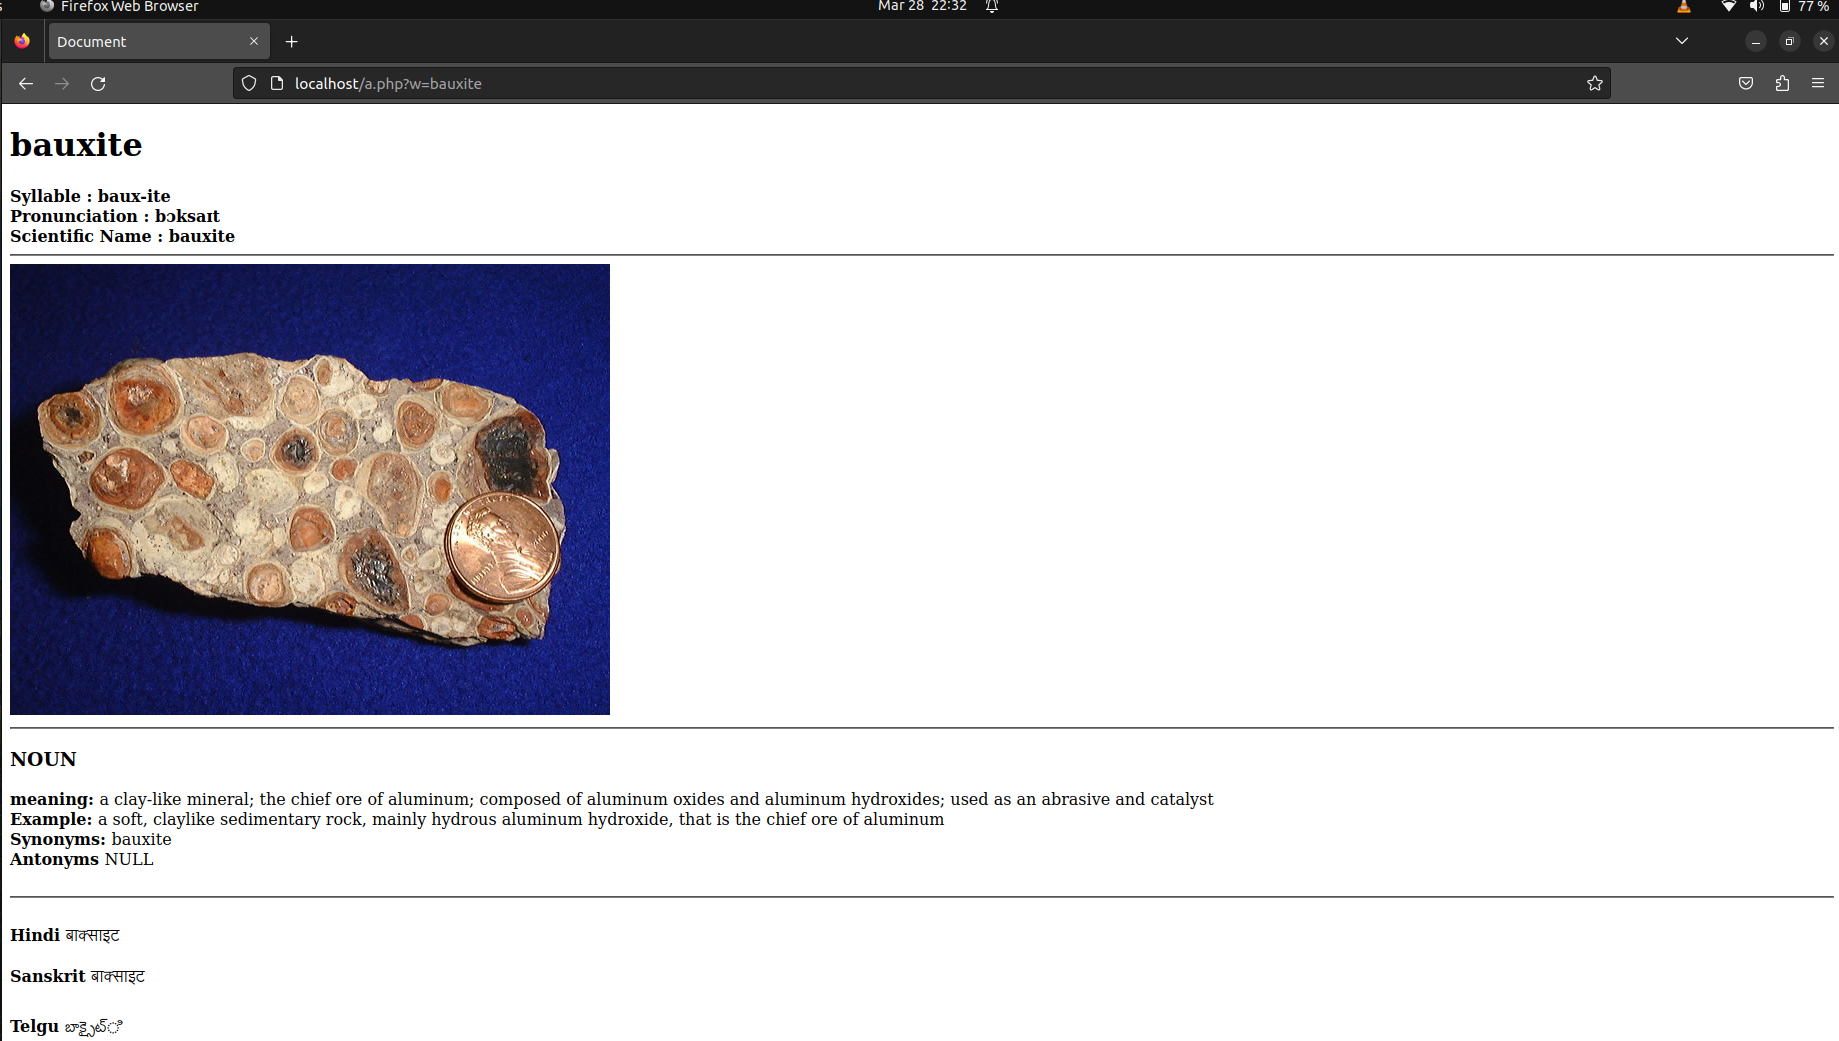 Firefox Web Browser
Mar 28 22:32
77 %
Document
localhost/a.php?w=bauxite
bauxite
Syllable : baux-ite
Pronunciation : bɔksaɪt
Scientific Name : bauxite
NOUN
meaning: a clay-like mineral; the chief ore of aluminum; composed of aluminum oxides and aluminum hydroxides; used as an abrasive and catalyst
Example: a soft, claylike sedimentary rock, mainly hydrous aluminum hydroxide, that is the chief ore of aluminum
Synonyms: bauxite
Antonyms NULL
Hindi बाक्साइट
Sanskrit बाक्साइट
Telgu